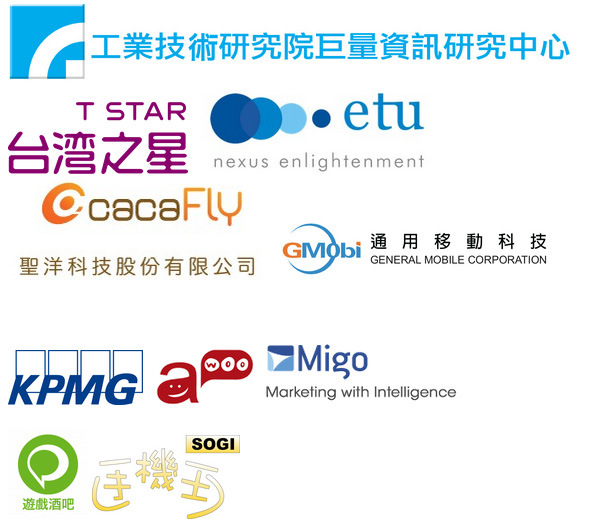 工業技術研究院巨量資訊研究中心
T STAR
台湾之星
etu
nexus enlightenment
cacaFly
聖洋科技股份有限公司
GMobi 通用移動科技
GENERAL MOBILE CORPORATION
KPMG
a
woo
Migo
Marketing with Intelligence
SOGI
手機王
遊戲酒吧